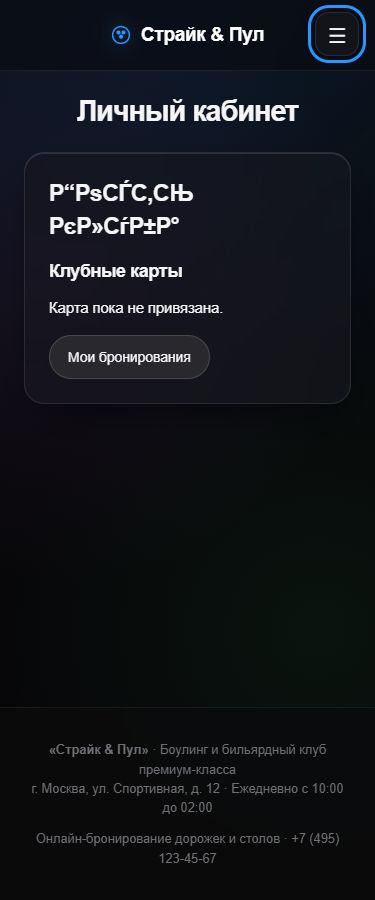 Страйк & Пул
Личный кабинет
Р“РѕСЃС‚СЊ
РєР»СѓР±Р°
Клубные карты
Карта пока не привязана.
Мои бронирования
«Страйк & Пул» · Боулинг и бильярдный клуб
премиум-класса
г. Москва, ул. Спортивная, д. 12 · Ежедневно с 10:00
до 02:00
Онлайн-бронирование дорожек и столов · +7 (495)
123-45-67